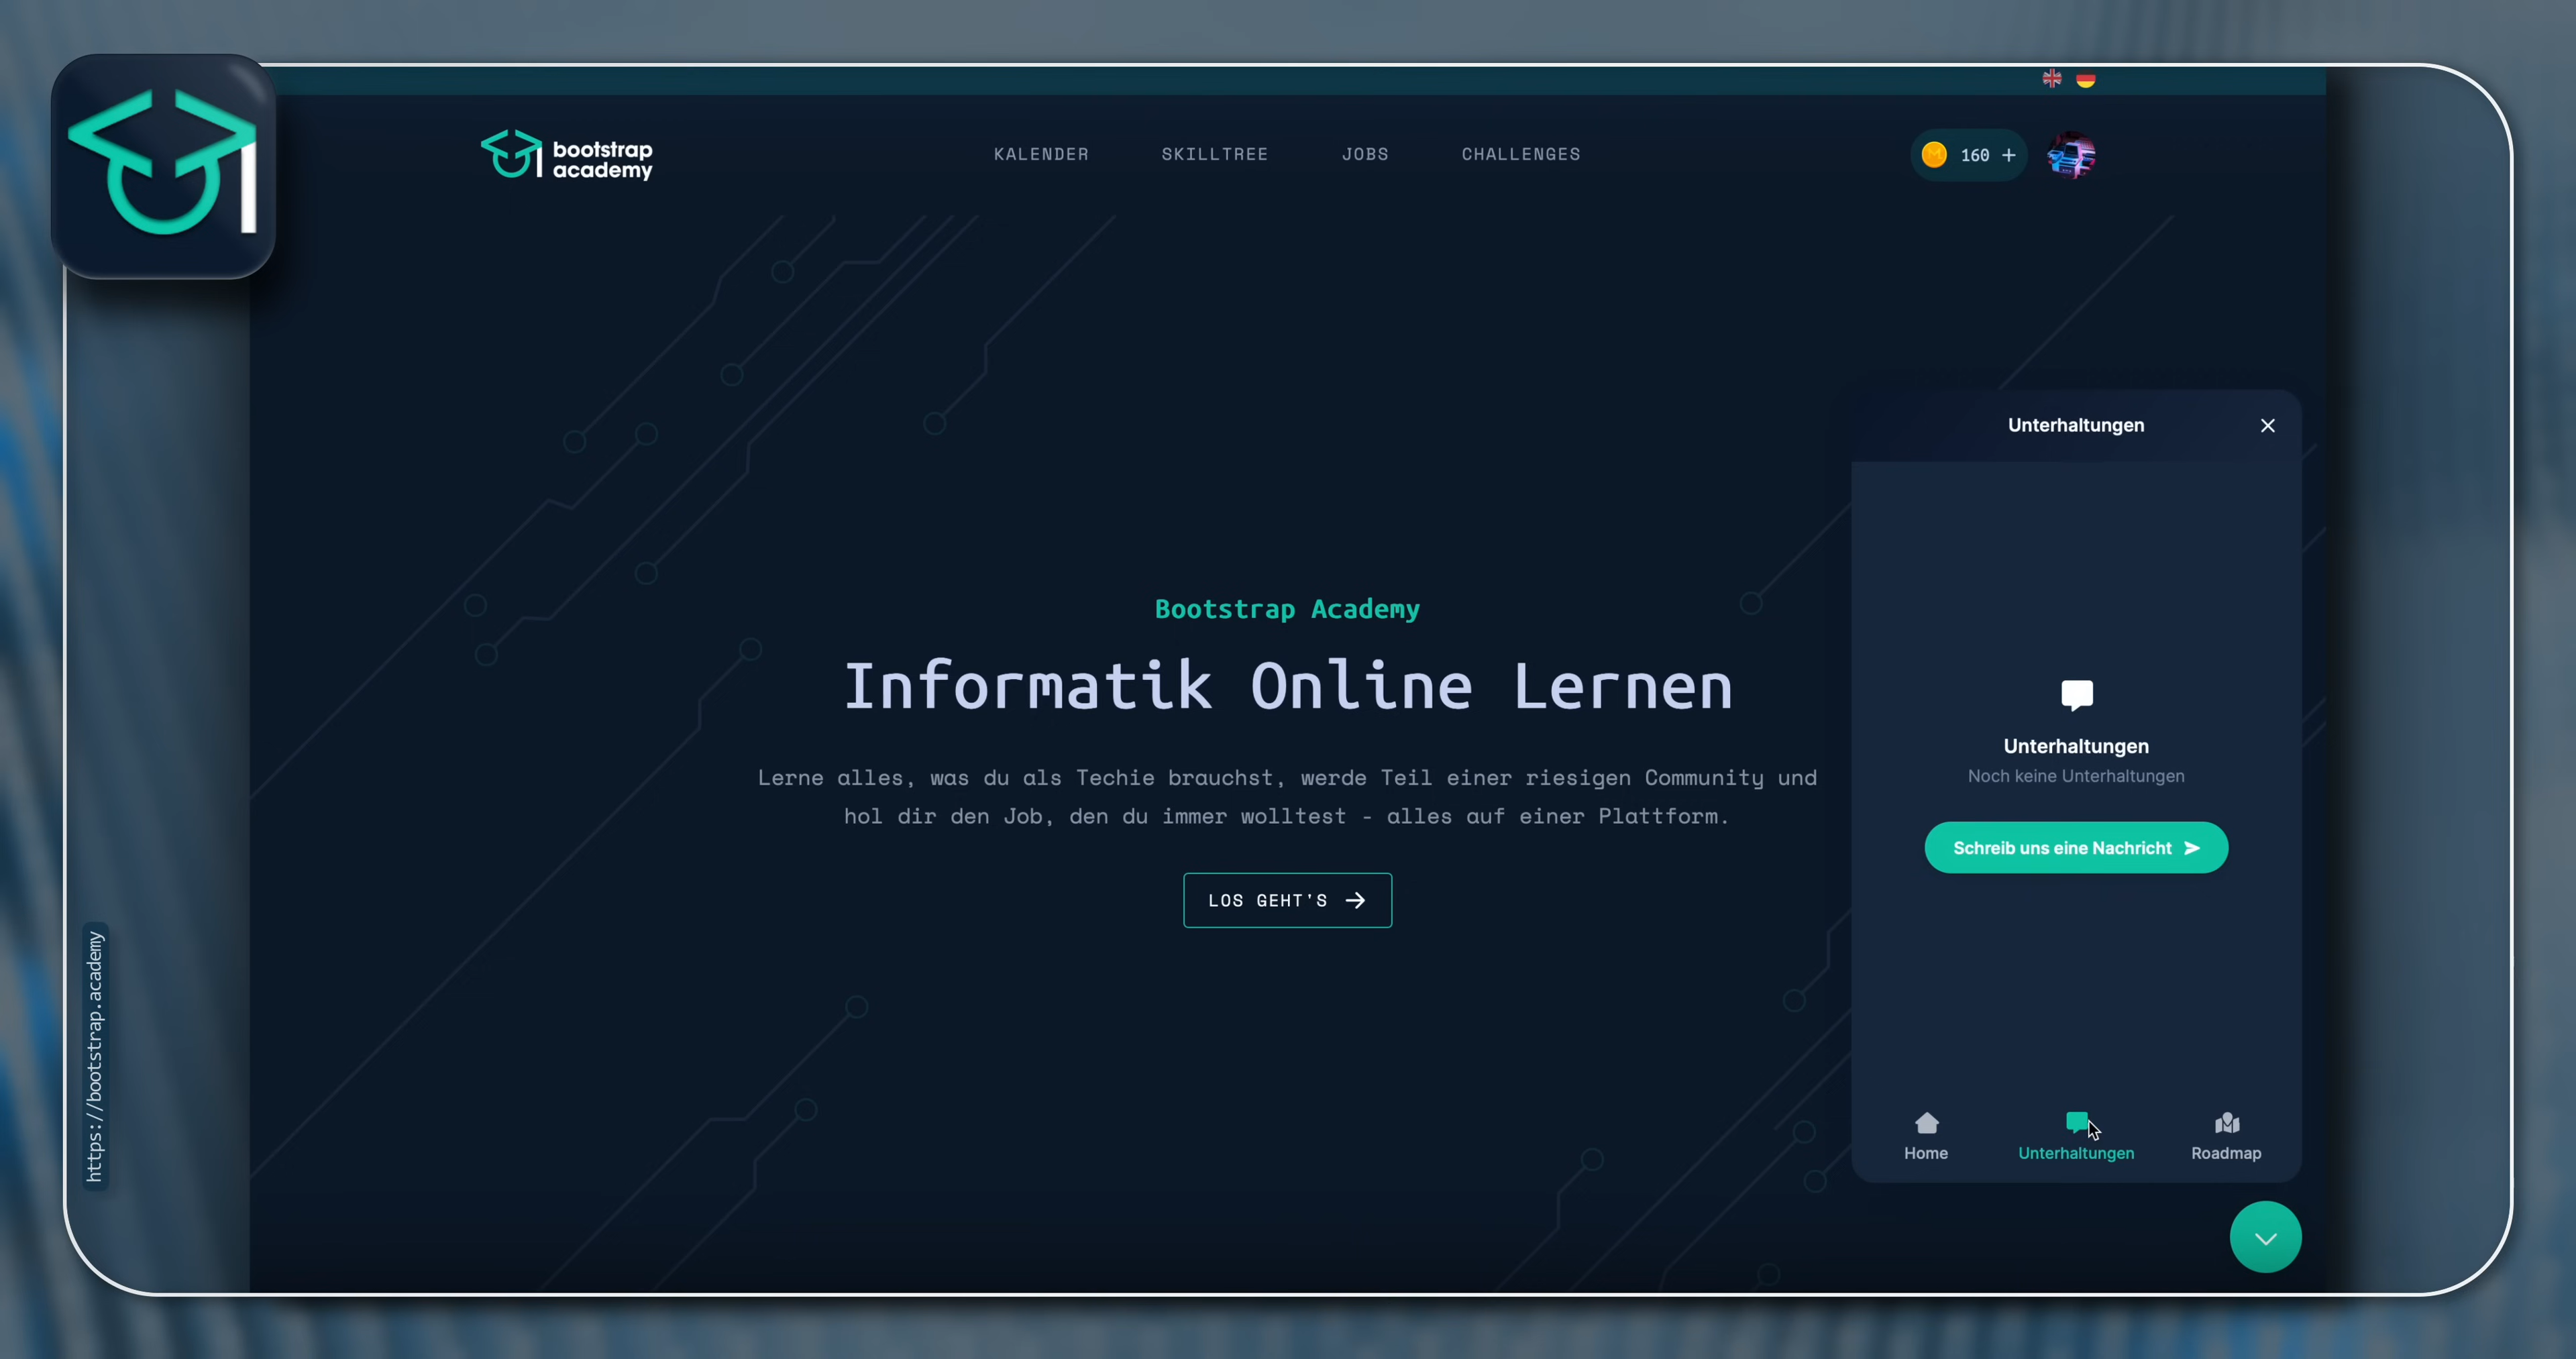 bootstrap
academy
KALENDER
SKILLTREE
JOBS
CHALLENGES
160 +
Bootstrap Academy
Informatik Online Lernen
Lerne alles, was du als Techie brauchst, werde Teil einer riesigen Community und
hol dir den Job, den du immer wolltest - alles auf einer Plattform.
LOS GEHT'S
Unterhaltungen
Unterhaltungen
Noch keine Unterhaltungen
Schreib uns eine Nachricht
Home
Unterhaltungen
Roadmap
https://bootstrap.academy